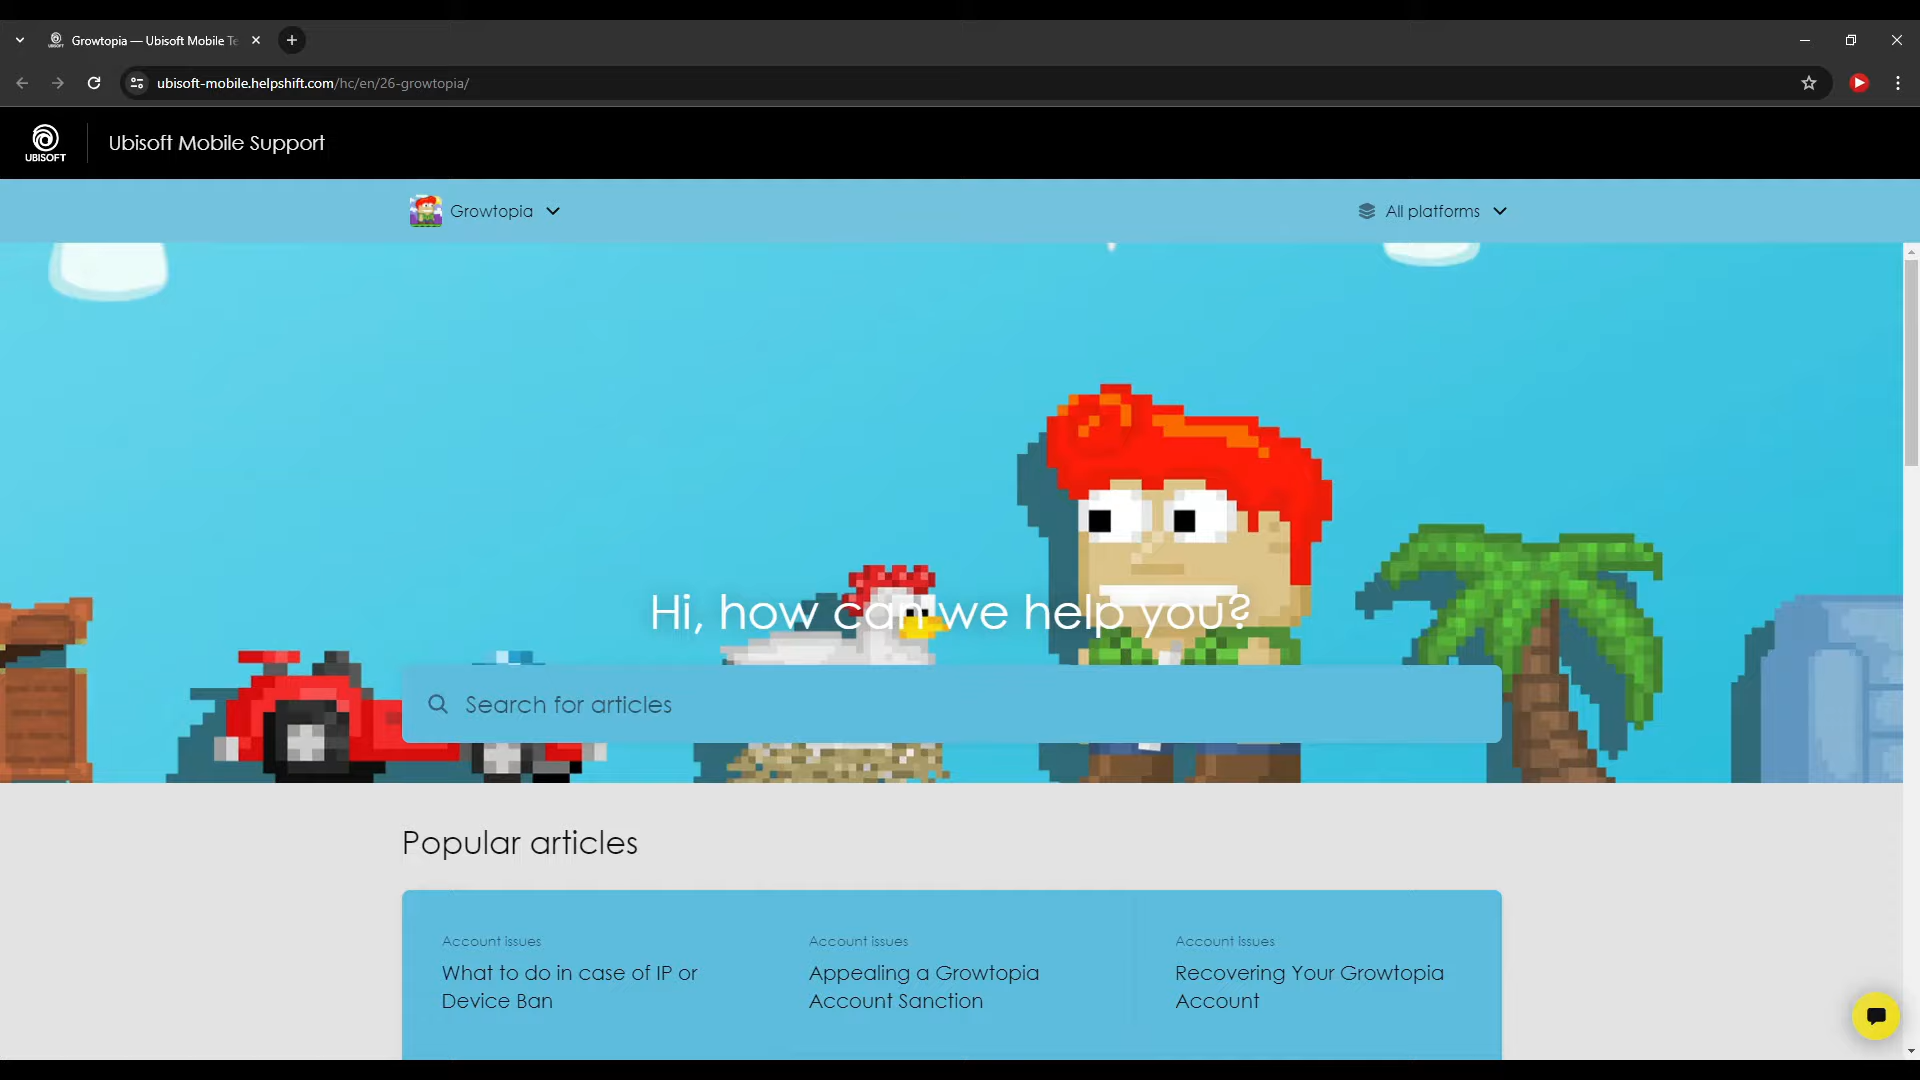 Growtopia — Ubisoft Mobile Te
ubisoft-mobile.helpshift.com/hc/en/26-growtopia/
UBISOFT
Ubisoft Mobile Support
Growtopia
All platforms
Hi, how can we help you?
Search for articles
Popular articles
Account issues
What to do in case of IP or
Device Ban
Account issues
Appealing a Growtopia
Account Sanction
Account issues
Recovering Your Growtopia
Account